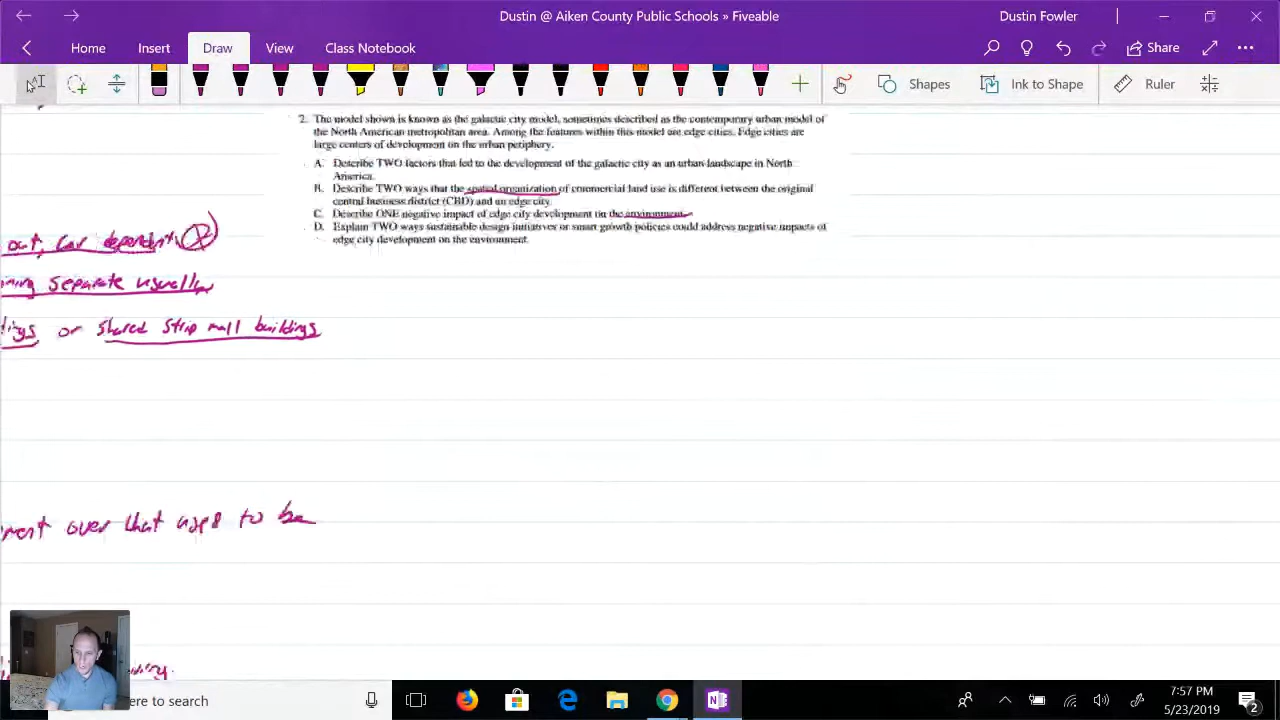 Dustin @ Aiken County Public Schools » Fiveable
Dustin Fowler
Home Insert Draw View Class Notebook
Share
Shapes
Ink to Shape
Ruler
2. The model shown is known as the galactic city model, sometimes described as the contemporary urban model of
the North American metropolitan area. Among the features within this model are edge cities. Edge cities are
large centers of development on the urban periphery.
A. Describe TWO factors that led to the development of the galactic city as an urban landscape in North
America.
B. Describe TWO ways that the spatial organization of commercial land use is different between the original
central business district (CBD) and an edge city.
C. Describe ONE negative impact of edge city development on the environment.
D. Explain TWO ways sustainable design initiatives or smart growth policies could address negative impacts of
edge city development on the environment.
out, Car
separate usually
or shared strip mall buildings
over that used to be
here to search
7:57 PM
5/23/2019
2